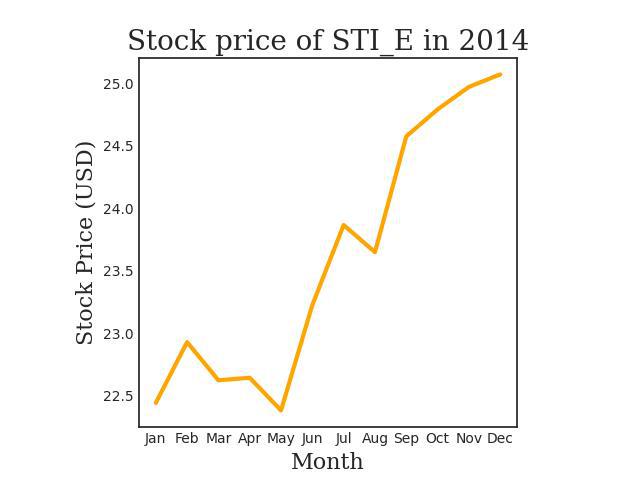 Stock price of STI_E in 2014
Stock Price (USD)
25.0
24.5
24.0
23.5
23.0
22.5
Jan Feb Mar Apr May Jun Jul Aug Sep Oct Nov Dec
Month